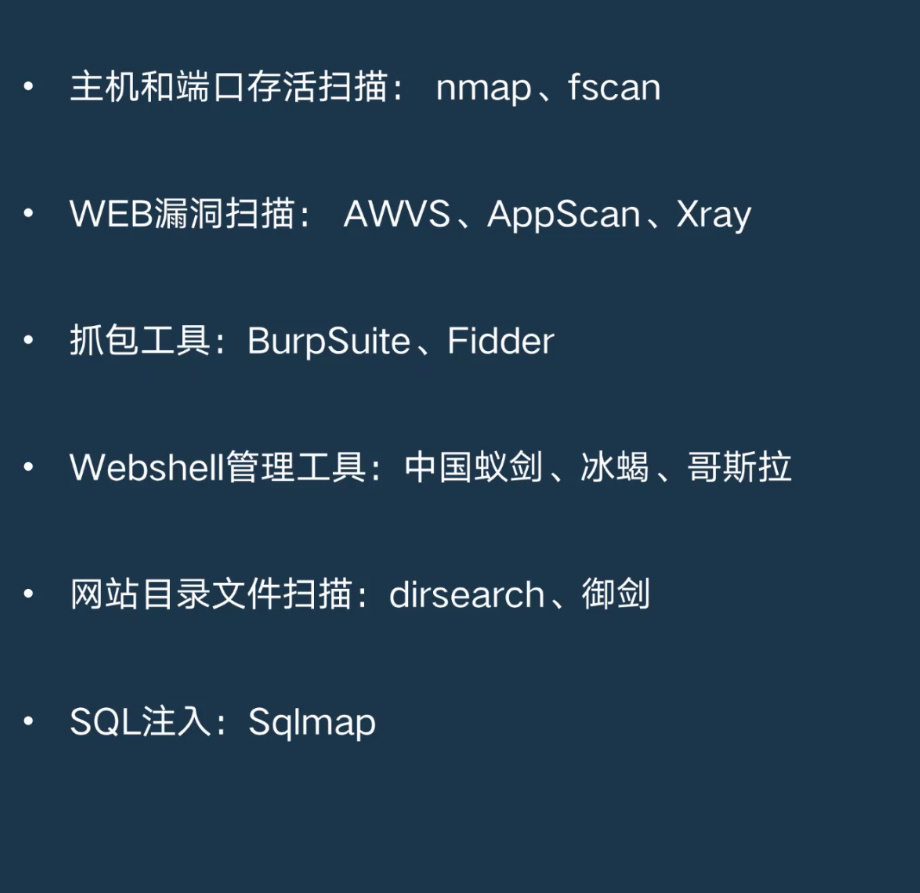 • 主机和端口存活扫描： nmap、fscan
• WEB漏洞扫描： AWVS、AppScan、Xray
• 抓包工具：BurpSuite、Fidder
• Webshell管理工具：中国蚁剑、冰蝎、哥斯拉
• 网站目录文件扫描：dirsearch、御剑
• SQL注入：Sqlmap